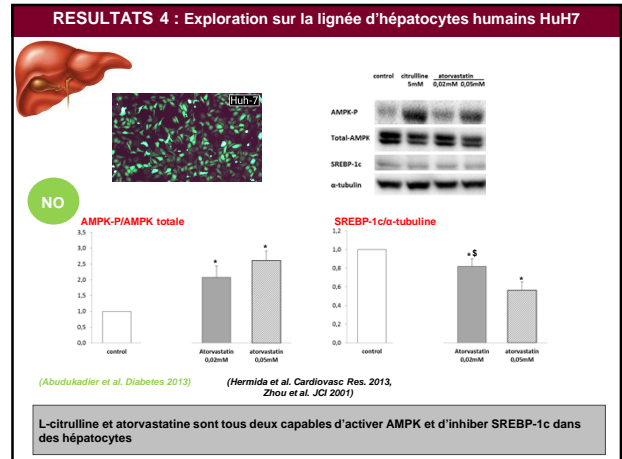 RESULTATS 4 : Exploration sur la lignée d'hépatocytes humains HuH7
Huh-7
control citrulline atorvastatin
5mM 0,02mM 0,05mM
AMPK-P
Total-AMPK
SREBP-1c
α-tubulin
NO
AMPK-P/AMPK totale
3,5
3,0
2,5
2,0
1,5
1,0
0,5
0,0
*
*
control
Atorvastatin
0,02mM
atorvastatin
0,05mM
SREBP-1c/α-tubuline
1,2
1,0
0,8
0,6
0,4
0,2
0,0
* $
*
control
Atorvastatin
0,02mM
atorvastatin
0,05mM
(Abudukadier et al. Diabetes 2013)
(Hermida et al. Cardiovasc Res. 2013,
Zhou et al. JCI 2001)
L-citrulline et atorvastatine sont tous deux capables d'activer AMPK et d'inhiber SREBP-1c dans
des hépatocytes